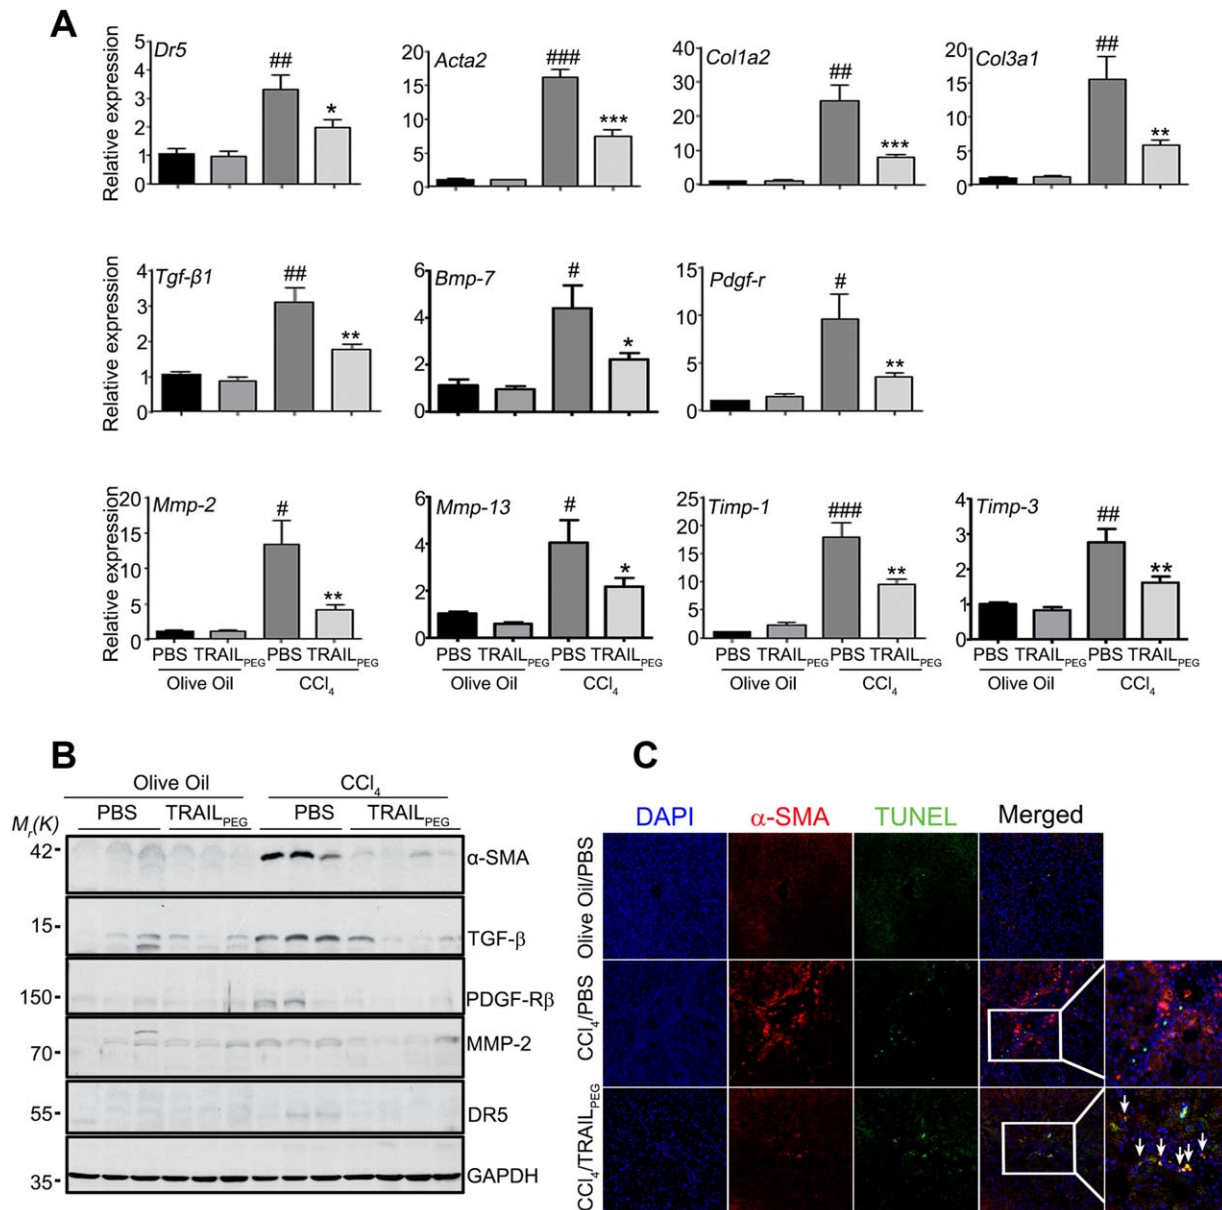 A
Dr5
Acta2
Col1a2
Col3a1
Relative expression
5
4
3
2
1
0
##
*
20
15
10
5
0
###
***
40
30
20
10
0
##
***
20
15
10
5
0
##
**
Tgf-β1
Bmp-7
Pdgf-r
Relative expression
4
3
2
1
0
##
**
6
4
2
0
#
*
15
10
5
0
#
**
Mmp-2
Mmp-13
Timp-1
Timp-3
Relative expression
20
15
10
5
0
#
**
4
3
2
1
0
6
#
*
25
20
15
10
5
0
###
**
4
3
2
1
0
##
**
PBS TRAILPEG PBS TRAILPEG
Olive Oil CCl4
PBS TRAILPEG PBS TRAILPEG
Olive Oil CCl4
PBS TRAILPEG PBS TRAILPEG
Olive Oil CCl4
PBS TRAILPEG PBS TRAILPEG
Olive Oil CCl4
B
Olive Oil CCl4
PBS TRAILPEG PBS TRAILPEG
Mr(K)
42 α-SMA
15 TGF-β
150 PDGF-Rβ
70 MMP-2
55 DR5
35 GAPDH
C
DAPI α-SMA TUNEL Merged
Olive Oil/PBS
CCl4/PBS
CCl4/TRAILPEG